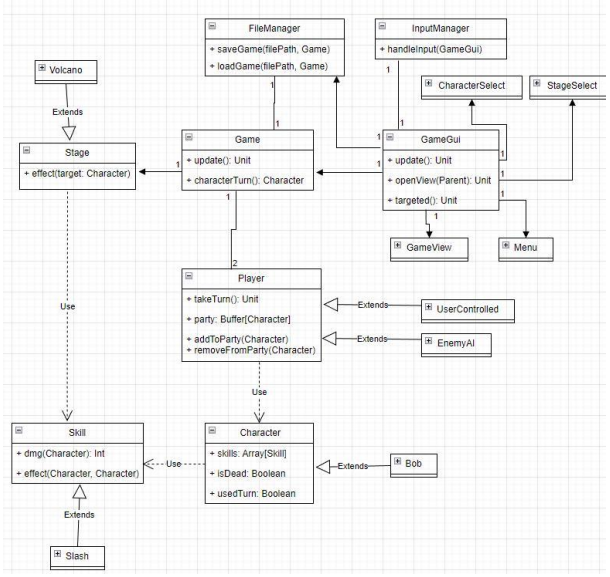 FileManager
+ saveGame(filePath, Game)
+ loadGame(filePath, Game)
InputManager
+ handleInput(GameGui)
Volcano
CharacterSelect
StageSelect
Extends
1
1
1
1
Stage
+ effect(target: Character)
Game
+ update(): Unit
+ characterTurn(): Character
GameGui
+ update(): Unit
+ openView(Parent): Unit
+ targeted(): Unit
1
1
1
1
1
1
1
GameView
Menu
2
Use
Player
+ takeTurn(): Unit
+ party: Buffer[Character]
+ addToParty(Character)
+ removeFromParty(Character)
Extends
UserControlled
Extends
EnemyAI
Use
Skill
+ dmg(Character): Int
+ effect(Character, Character)
Use
Character
+ skills: Array[Skill]
+ isDead: Boolean
+ usedTurn: Boolean
Extends
Bob
Extends
Slash